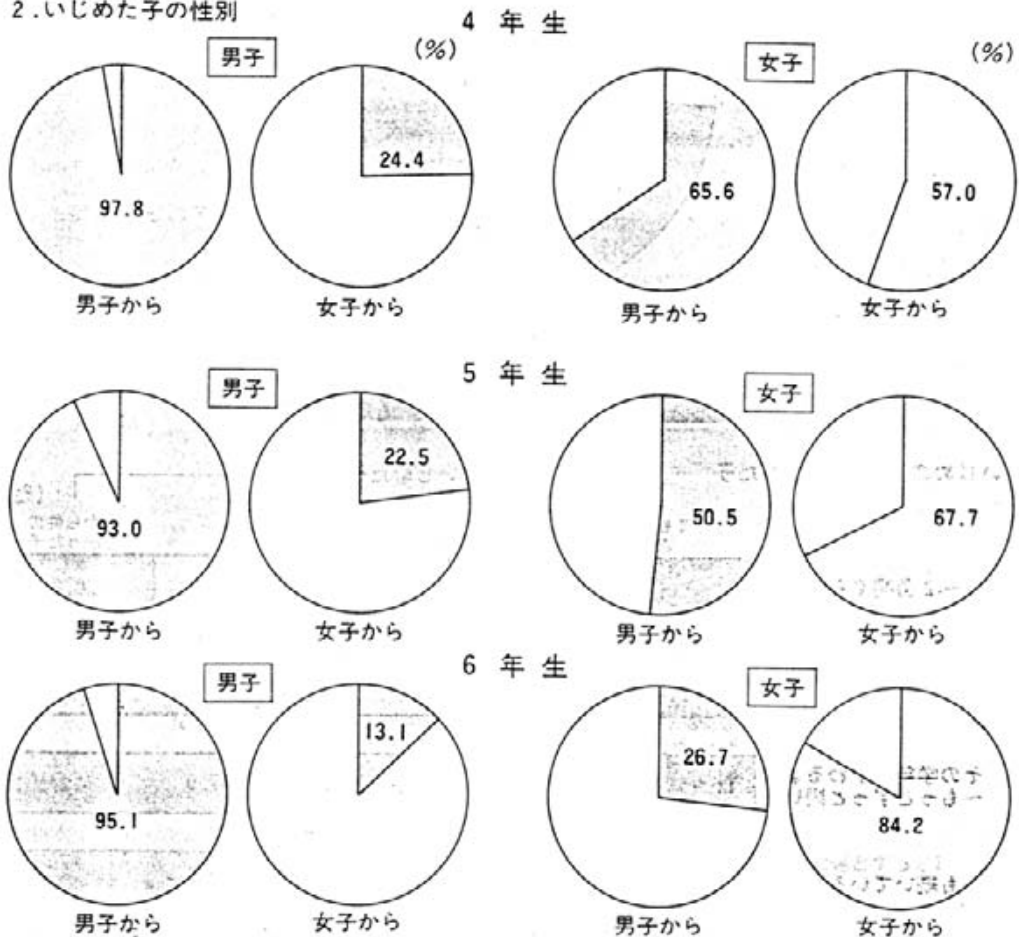 2.いじめた子の性別
4 年 生
男子 (%) 女子 (%)
97.8 24.4 65.6 57.0
男子から 女子から 男子から 女子から
5 年 生
男子 女子
93.0 22.5 50.5 67.7
男子から 女子から 男子から 女子から
6 年 生
男子 女子
95.1 13.1 26.7 84.2
男子から 女子から 男子から 女子から